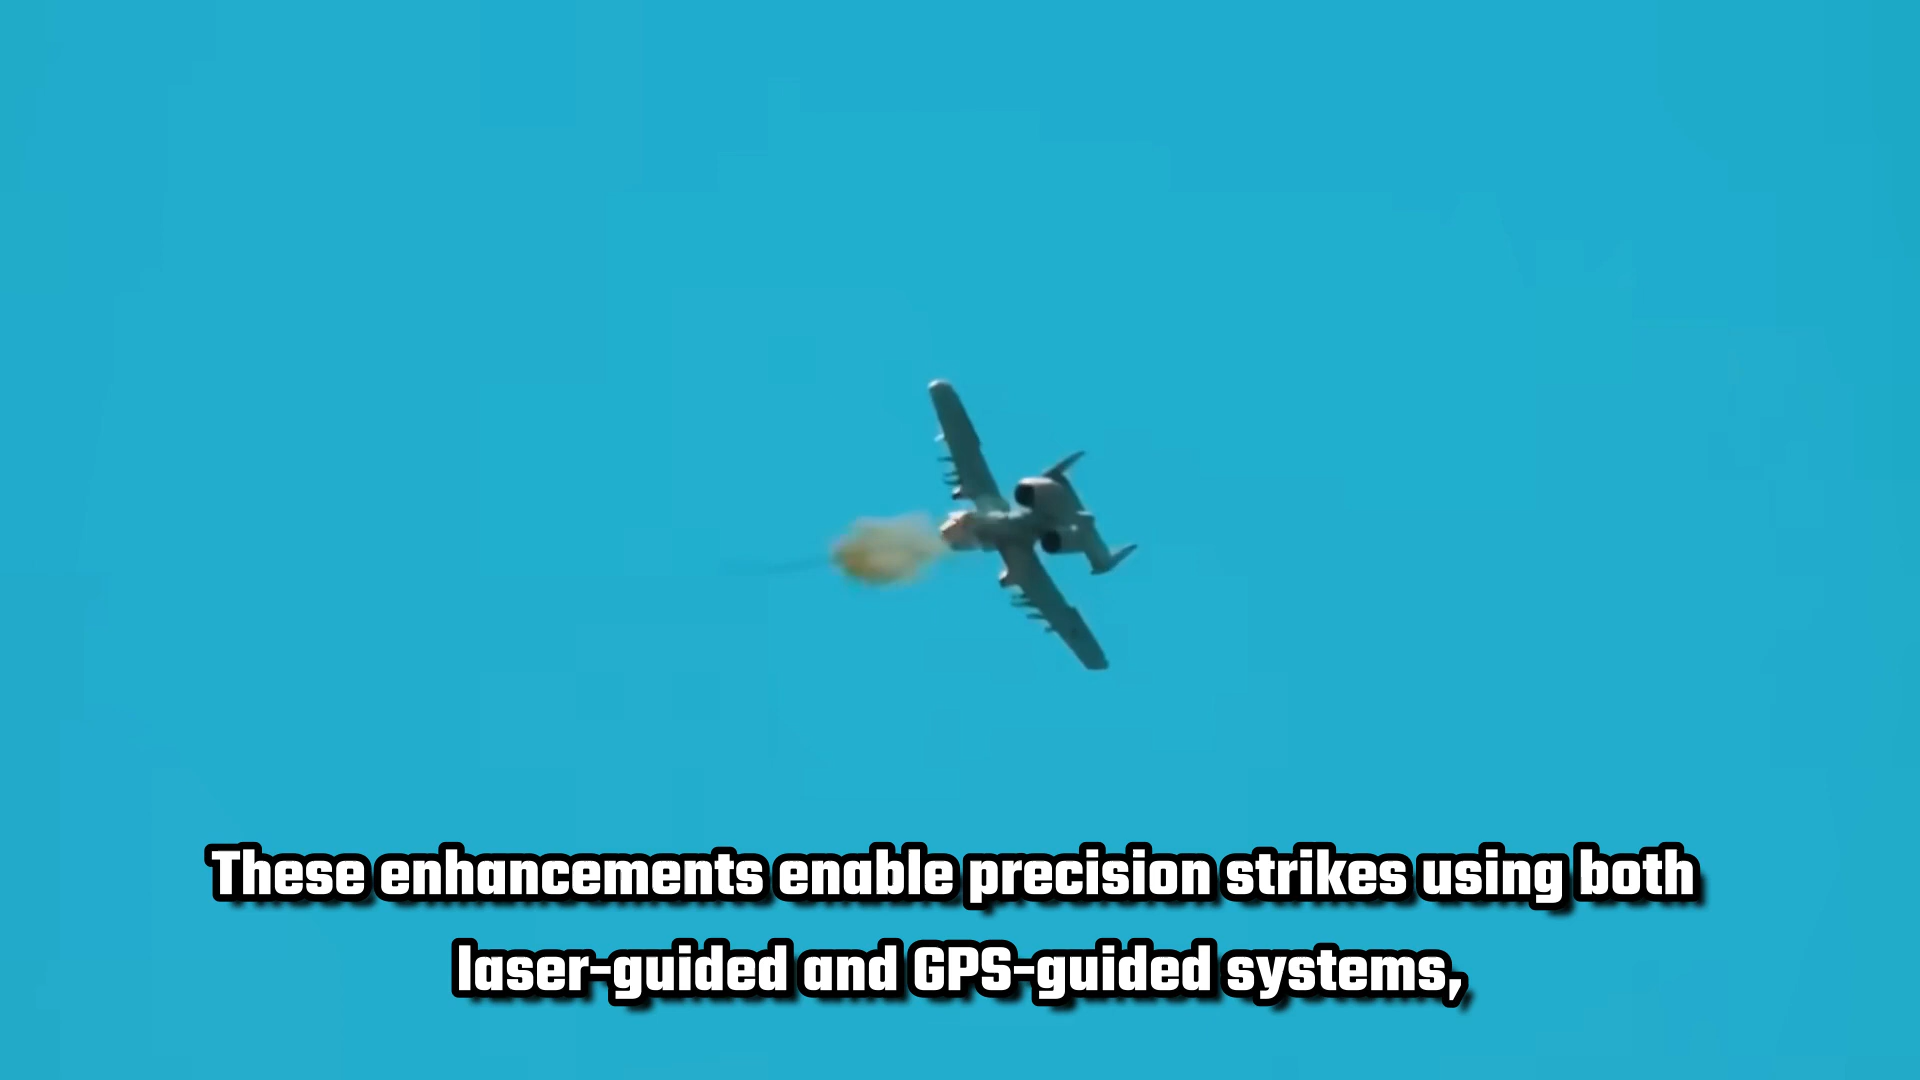 These enhancements enable precision strikes using both
laser-guided and GPS-guided systems,